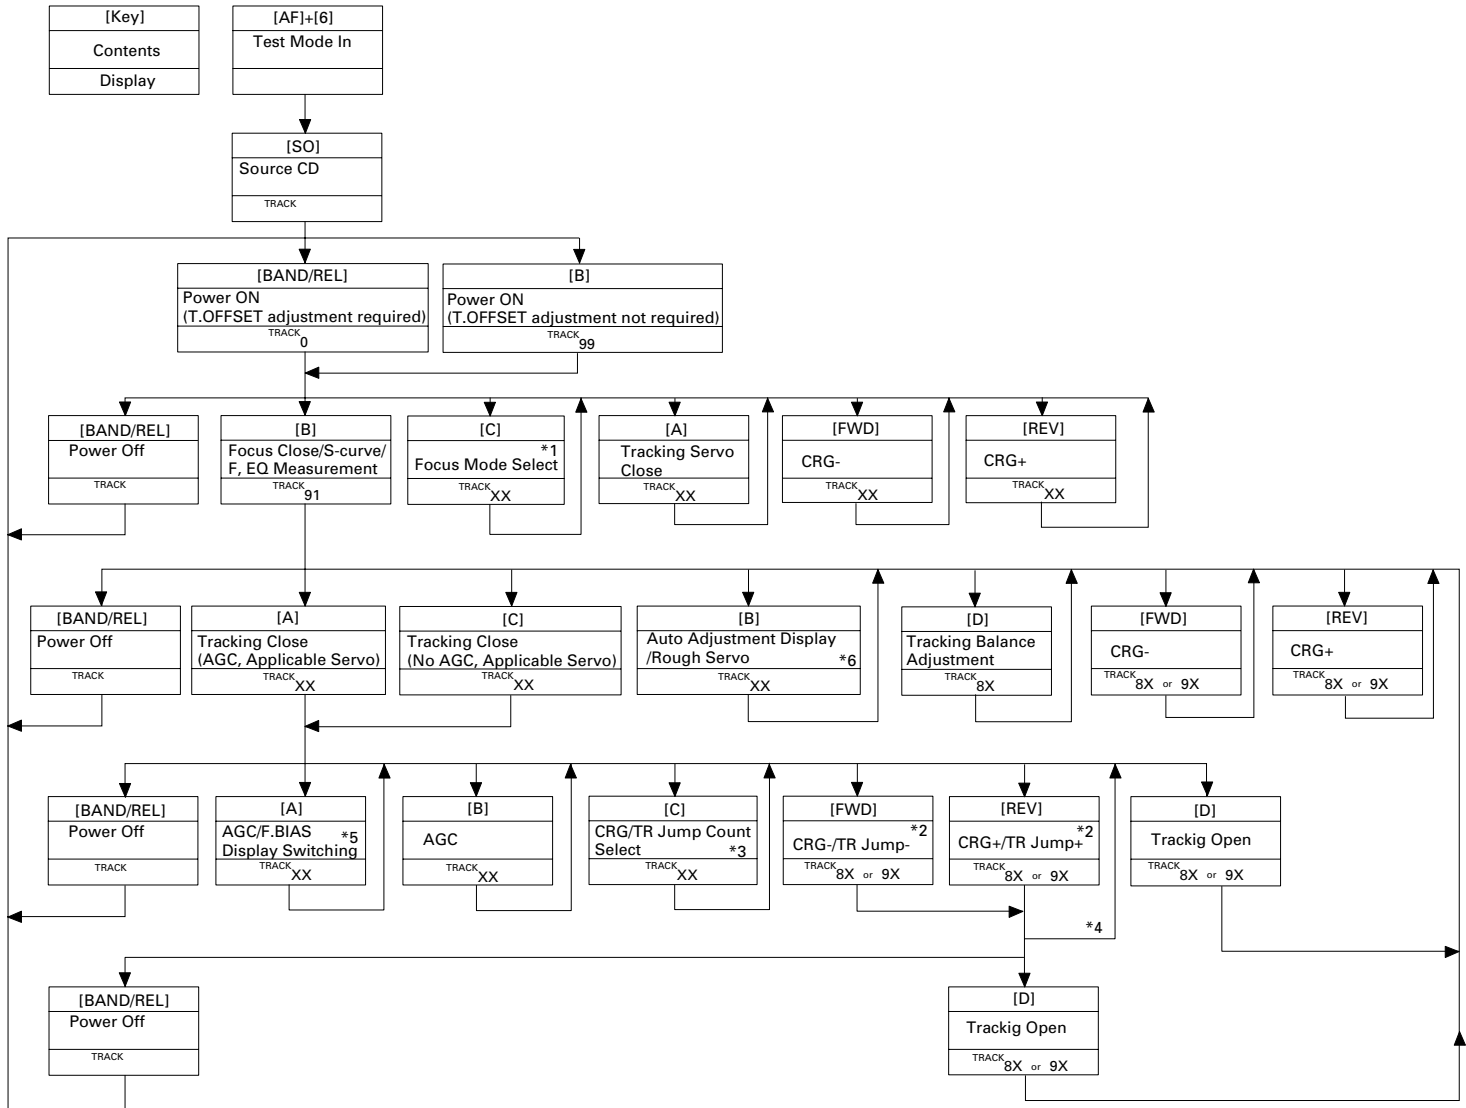 [Key]
Contents
Display
[AF]+[6]
Test Mode In
[SO]
Source CD
TRACK
[BAND/REL]
Power ON
(T.OFFSET adjustment required)
TRACK 0
[B]
Power ON
(T.OFFSET adjustment not required)
TRACK 99
[BAND/REL]
Power Off
TRACK
[B]
Focus Close/S-curve/
F, EQ Measurement
TRACK 91
[C]
*1
Focus Mode Select
TRACK XX
[A]
Tracking Servo
Close
TRACK XX
[FWD]
CRG-
TRACK XX
[REV]
CRG+
TRACK XX
[BAND/REL]
Power Off
TRACK
[A]
Tracking Close
(AGC, Applicable Servo)
TRACK XX
[C]
Tracking Close
(No AGC, Applicable Servo)
TRACK XX
[B]
Auto Adjustment Display
/Rough Servo *6
TRACK XX
[D]
Tracking Balance
Adjustment
TRACK 8X
[FWD]
CRG-
TRACK 8X or 9X
[REV]
CRG+
TRACK 8X or 9X
[BAND/REL]
Power Off
TRACK
[A]
AGC/F.BIAS *5
Display Switching
TRACK XX
[B]
AGC
TRACK XX
[C]
CRG/TR Jump Count
Select *3
TRACK XX
[FWD]
*2
CRG-/TR Jump-
TRACK 8X or 9X
[REV]
CRG+/TR Jump+ *2
TRACK 8X or 9X
[D]
Trackig Open
TRACK 8X or 9X
*4
[BAND/REL]
Power Off
TRACK
[D]
Trackig Open
TRACK 8X or 9X